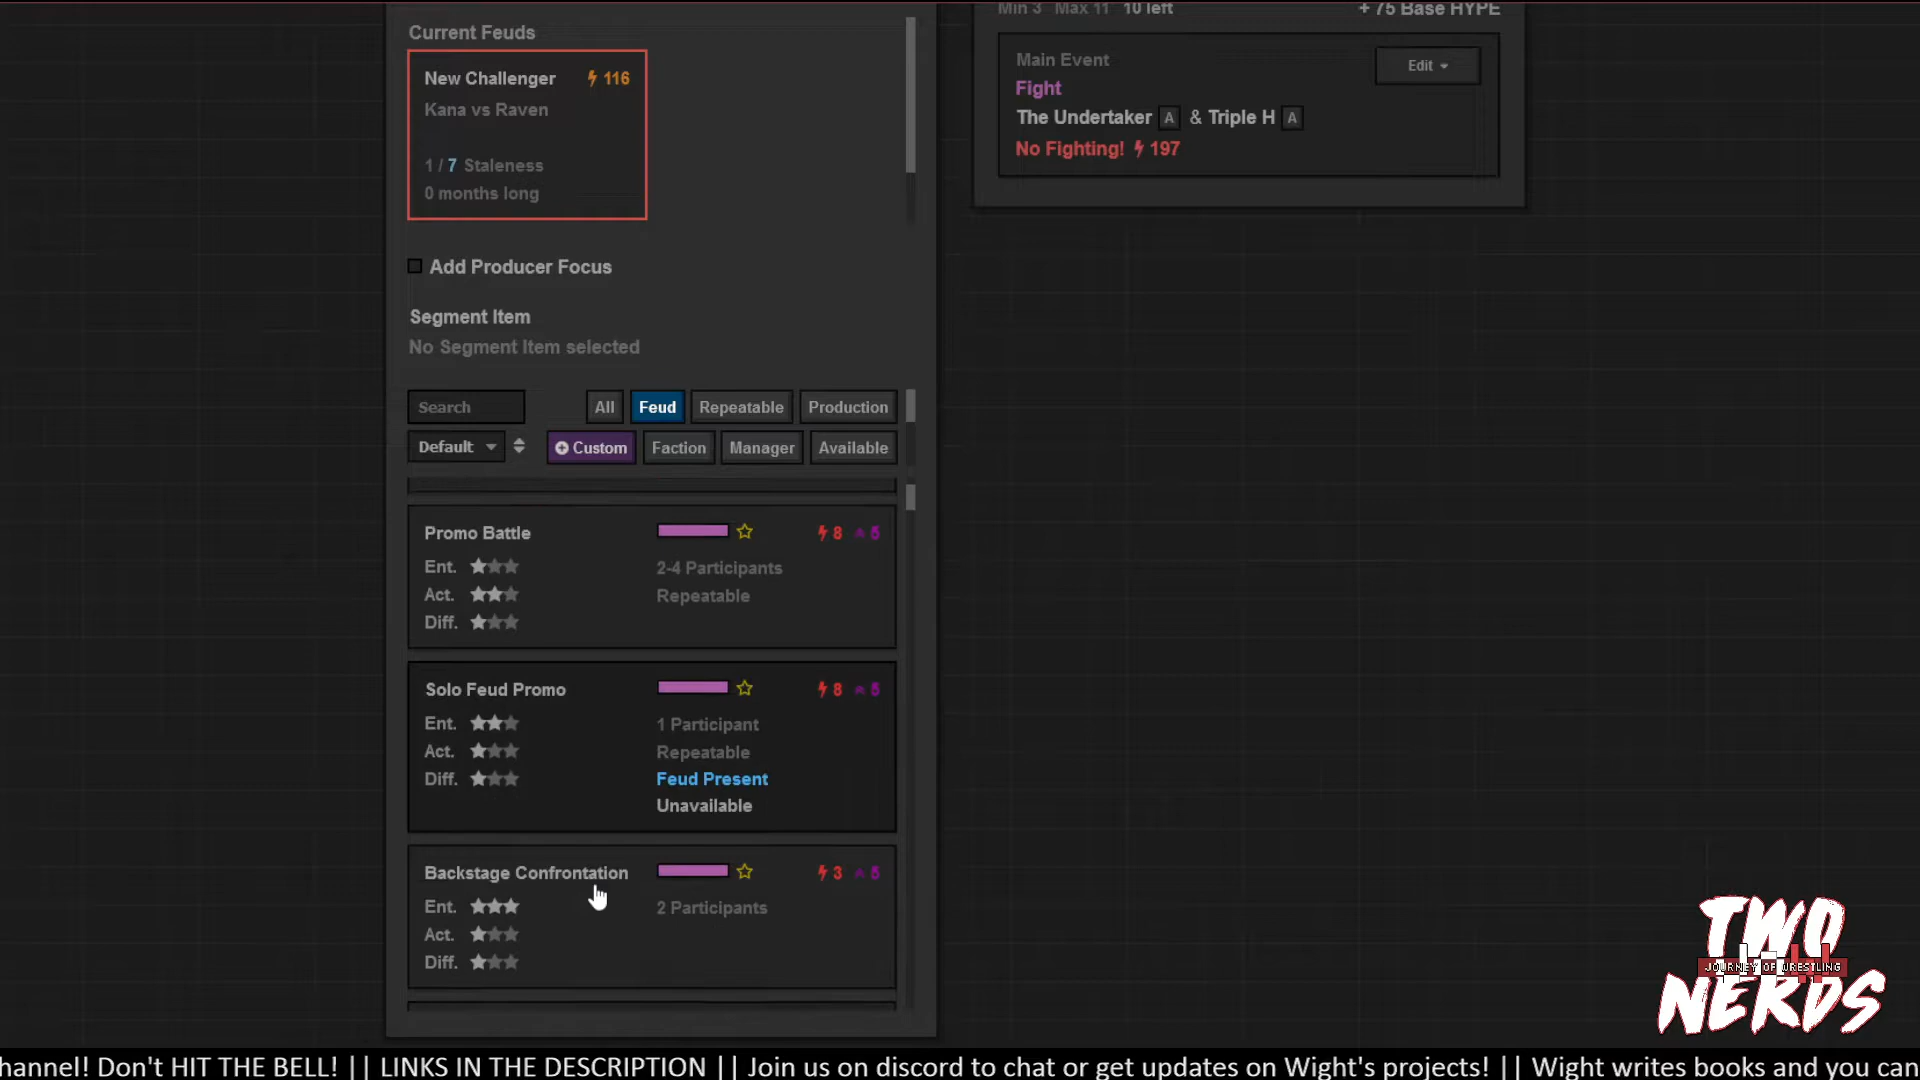 Current Feuds
New Challenger 116
Kana vs Raven
1 / 7 Staleness
0 months long
Add Producer Focus
Segment Item
No Segment Item selected
Search All Feud Repeatable Production
Default Custom Faction Manager Available
Promo Battle 8 5
Ent. 2-4 Participants
Act. Repeatable
Diff.
Solo Feud Promo 8 5
Ent. 1 Participant
Act. Repeatable
Diff. Feud Present
Unavailable
Backstage Confrontation 3 5
Ent. 2 Participants
Act.
Diff.
Min 3 Max 11 10 left + 75 Base HYPE
Main Event Edit
Fight
The Undertaker A & Triple H A
No Fighting! 197
TWO
JOURNEY OF WRESTLING
NERDS
hannel! Don't HIT THE BELL! || LINKS IN THE DESCRIPTION || Join us on discord to chat or get updates on Wight's projects! || Wight writes books and you can